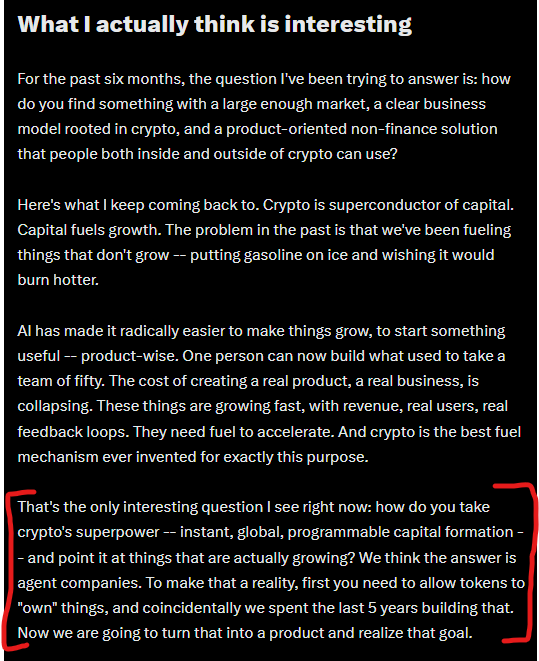 What I actually think is interesting
For the past six months, the question I've been trying to answer is: how
do you find something with a large enough market, a clear business
model rooted in crypto, and a product-oriented non-finance solution
that people both inside and outside of crypto can use?
Here's what I keep coming back to. Crypto is superconductor of capital.
Capital fuels growth. The problem in the past is that we've been fueling
things that don't grow -- putting gasoline on ice and wishing it would
burn hotter.
AI has made it radically easier to make things grow, to start something
useful -- product-wise. One person can now build what used to take a
team of fifty. The cost of creating a real product, a real business, is
collapsing. These things are growing fast, with revenue, real users, real
feedback loops. They need fuel to accelerate. And crypto is the best fuel
mechanism ever invented for exactly this purpose.
That's the only interesting question I see right now: how do you take
crypto's superpower -- instant, global, programmable capital formation -
- and point it at things that are actually growing? We think the answer is
agent companies. To make that a reality, first you need to allow tokens to
"own" things, and coincidentally we spent the last 5 years building that.
Now we are going to turn that into a product and realize that goal.